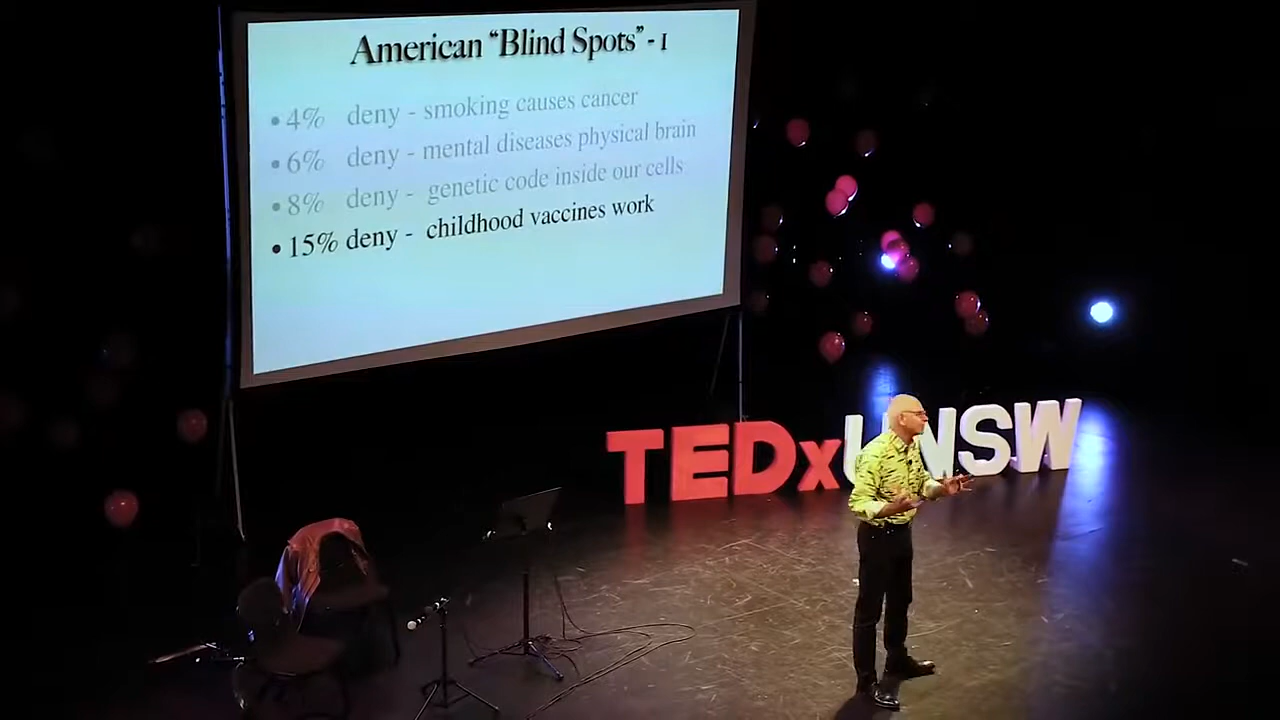 American “Blind Spots” - 1
• 4% deny - smoking causes cancer
• 6% deny - mental diseases physical brain
• 8% deny - genetic code inside our cells
• 15% deny - childhood vaccines work
TEDxUNSW